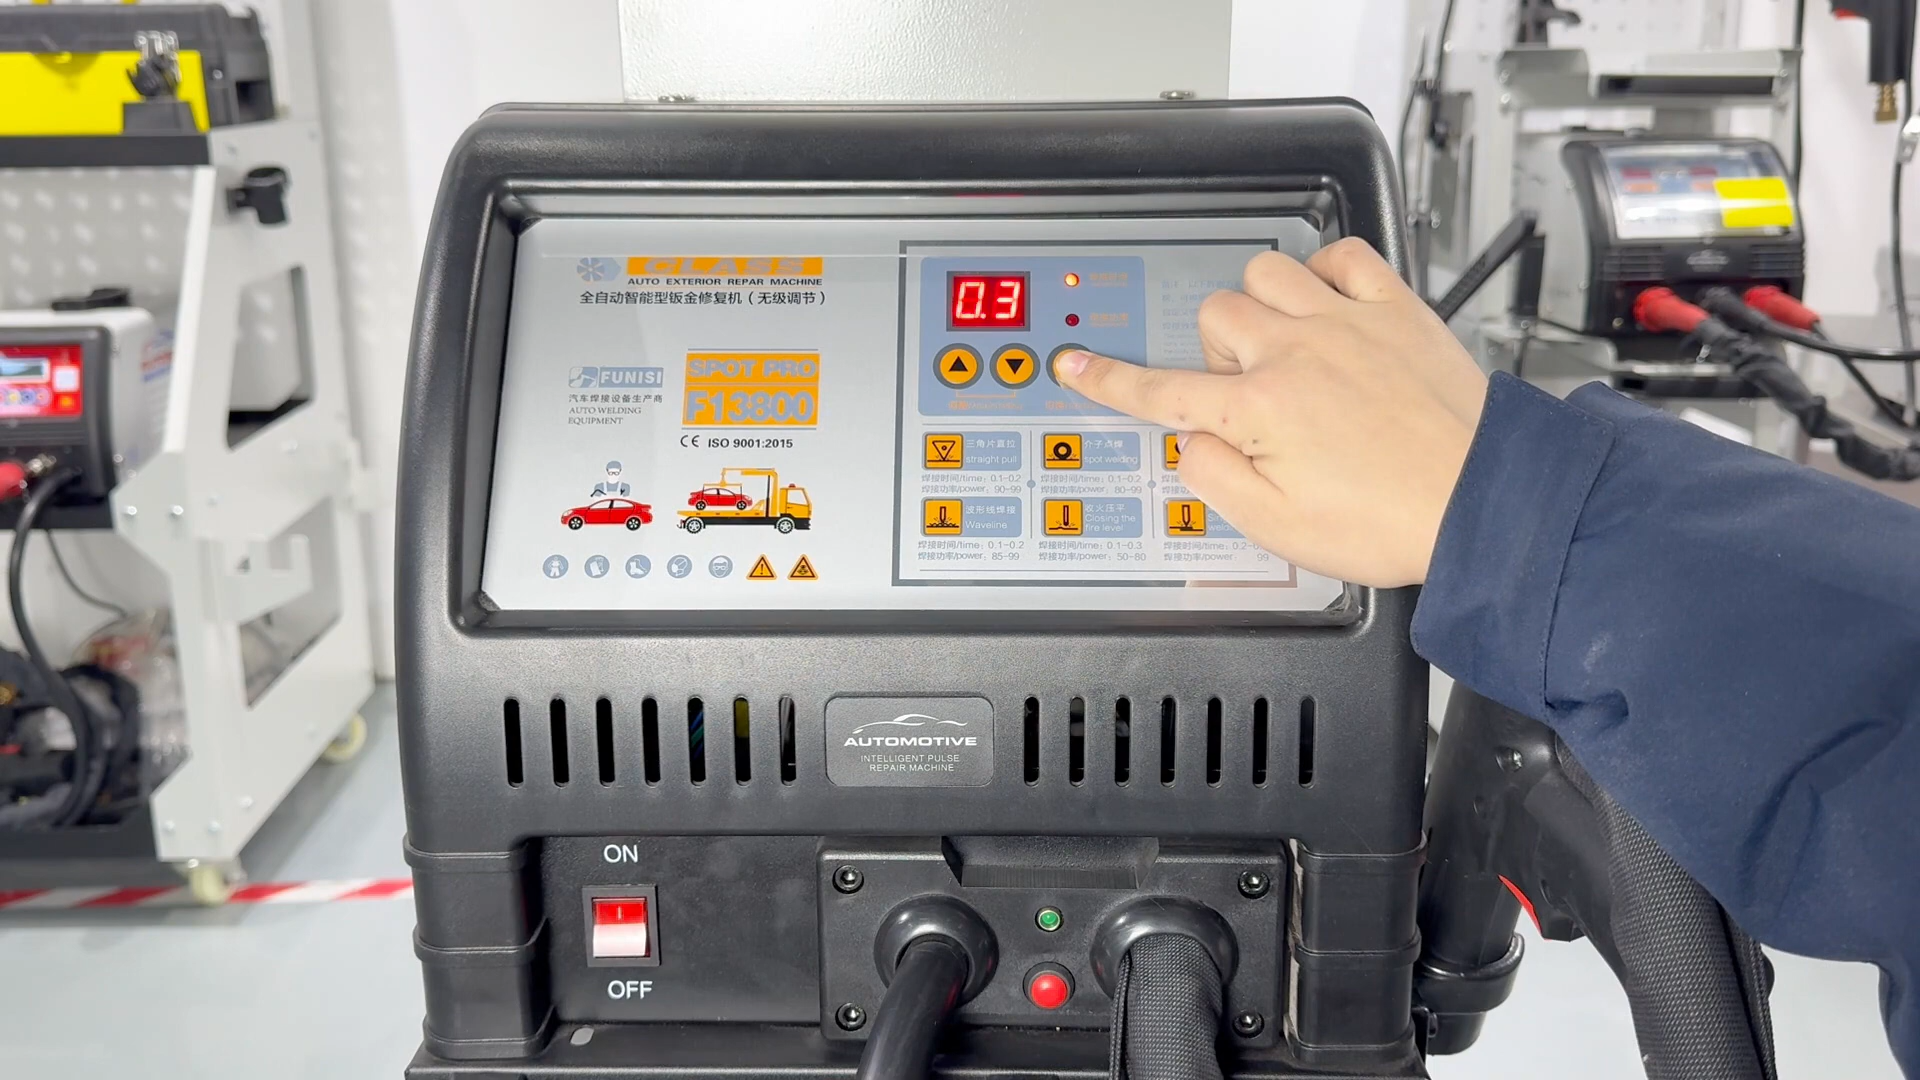 GLASS
AUTO EXTERIOR REPAR MACHINE
全自动智能型钣金修复机（无级调节）
FUNISI
汽车焊接设备生产商
AUTO WELDING
EQUIPMENT
SPOT PRO
F13800
CE ISO 9001:2015
0.3
三角片直拉
straight pull
焊接时间/time: 0.1-0.2
焊接功率/power: 90-99
介子点焊
spot welding
焊接时间/time: 0.1-0.2
焊接功率/power: 80-99
波形线焊接
Waveline
焊接时间/time: 0.1-0.2
焊接功率/power: 85-99
收火压平
Closing the
fire level
焊接时间/time: 0.1-0.3
焊接功率/power: 50-80
焊接时间/time: 0.2-0.
焊接功率/power: 99
AUTOMOTIVE
INTELLIGENT PULSE
REPAIR MACHINE
ON
OFF